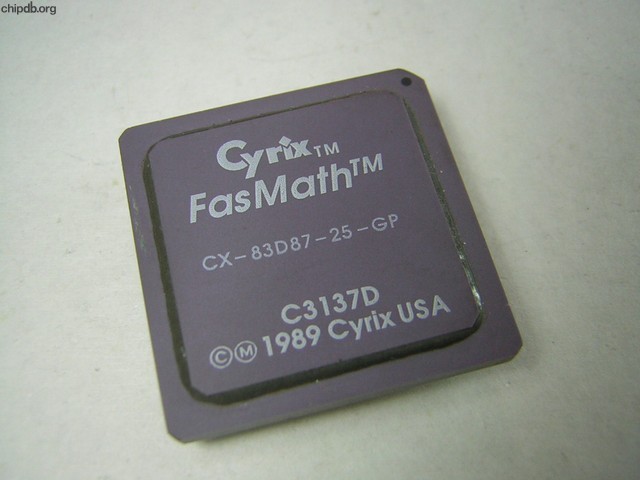 chipdb.org
Cyrix™
FasMath™
CX-83D87-25-GP
C3137D
©Ⓜ 1989 Cyrix USA